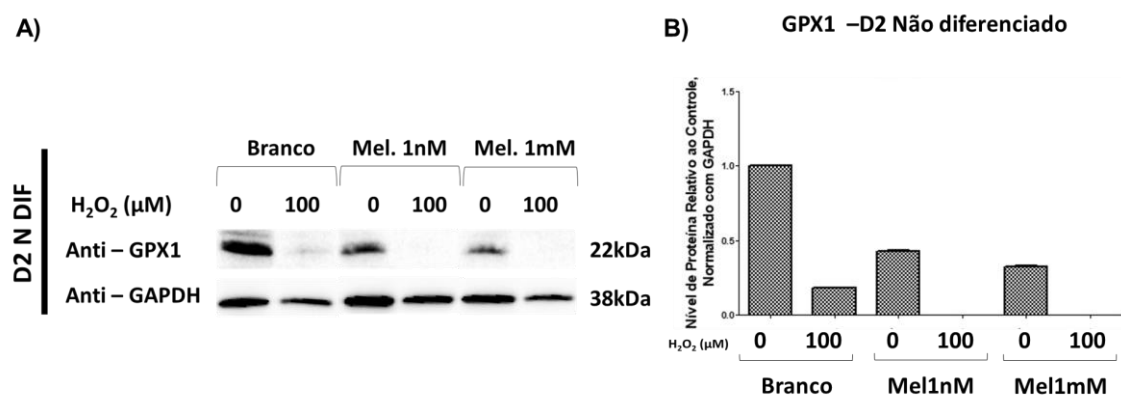 A)
D2 N DIF
Branco Mel. 1nM Mel. 1mM
H₂O₂ (µM) 0 100 0 100 0 100
Anti – GPX1 22kDa
Anti – GAPDH 38kDa
B)
GPX1 –D2 Não diferenciado
Nível de Proteína Relativo ao Controle,
Normalizado com GAPDH
1.5
1.0
0.5
0.0
H₂O₂ (µM) 0 100 0 100 0 100
Branco Mel1nM Mel1mM